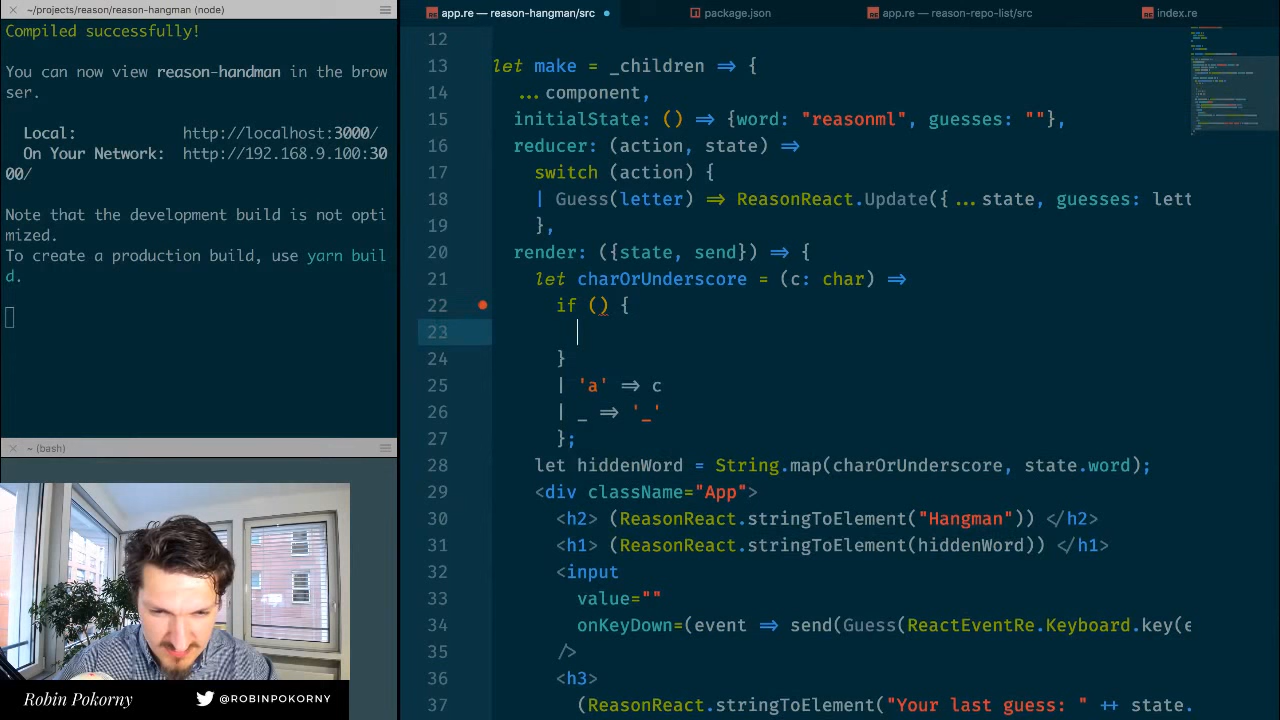 ~/projects/reason/reason-hangman (node)
Compiled successfully!
You can now view reason-handman in the brow
ser.
Local: http://localhost:3000/
On Your Network: http://192.168.9.100:30
00/
Note that the development build is not opti
mized.
To create a production build, use yarn buil
d.
~ (bash)
Robin Pokorny
@ROBINPOKORNY
app.re — reason-hangman/src
package.json
app.re — reason-repo-list/src
index.re
12
13 let make = _children => {
14 ...component,
15 initialState: () => {word: "reasonml", guesses: ""},
16 reducer: (action, state) =>
17 switch (action) {
18 | Guess(letter) => ReasonReact.Update({...state, guesses: lett
19 },
20 render: ({state, send}) => {
21 let charOrUnderscore = (c: char) =>
22 if () {
23
24 }
25 | 'a' => c
26 | _ => '_'
27 };
28 let hiddenWord = String.map(charOrUnderscore, state.word);
29 <div className="App">
30 <h2> (ReasonReact.stringToElement("Hangman")) </h2>
31 <h1> (ReasonReact.stringToElement(hiddenWord)) </h1>
32 <input
33 value=""
34 onKeyDown=(event => send(Guess(ReactEventRe.Keyboard.key(e
35 />
36 <h3>
37 (ReasonReact.stringToElement("Your last guess: " ++ state.